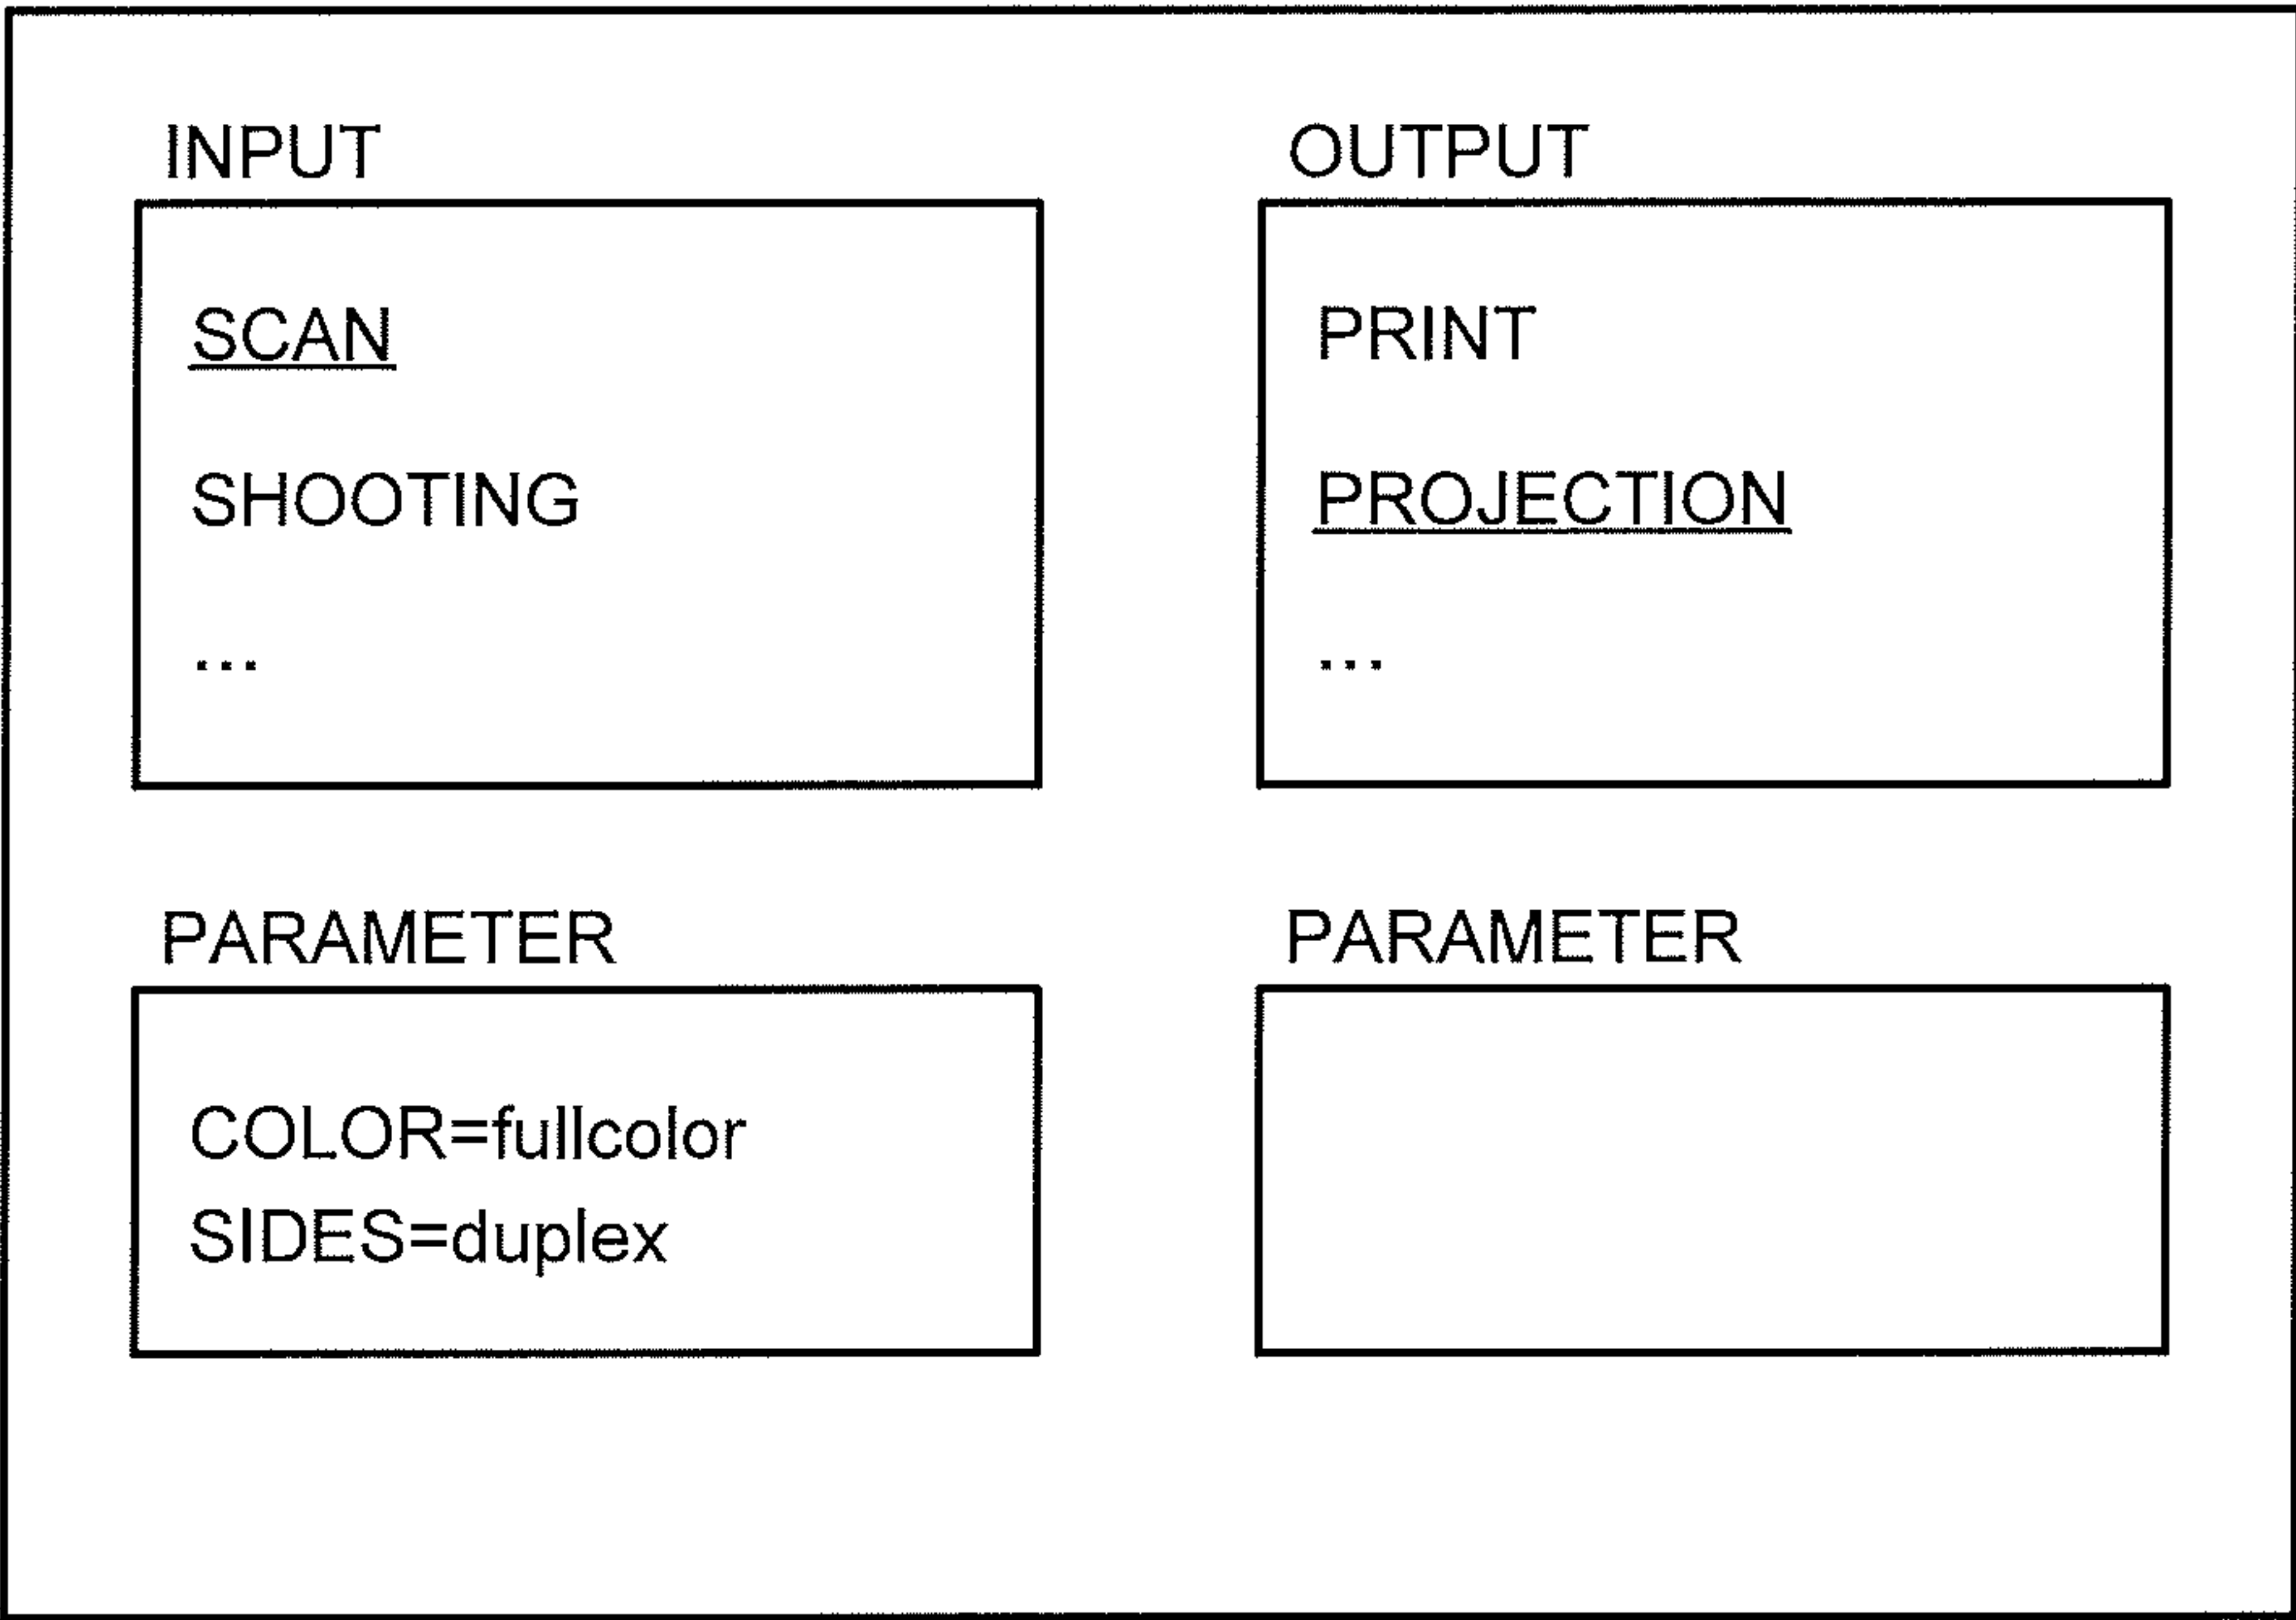 INPUT
SCAN
SHOOTING
...
OUTPUT
PRINT
PROJECTION
...
PARAMETER
COLOR=fullcolor
SIDES=duplex
PARAMETER